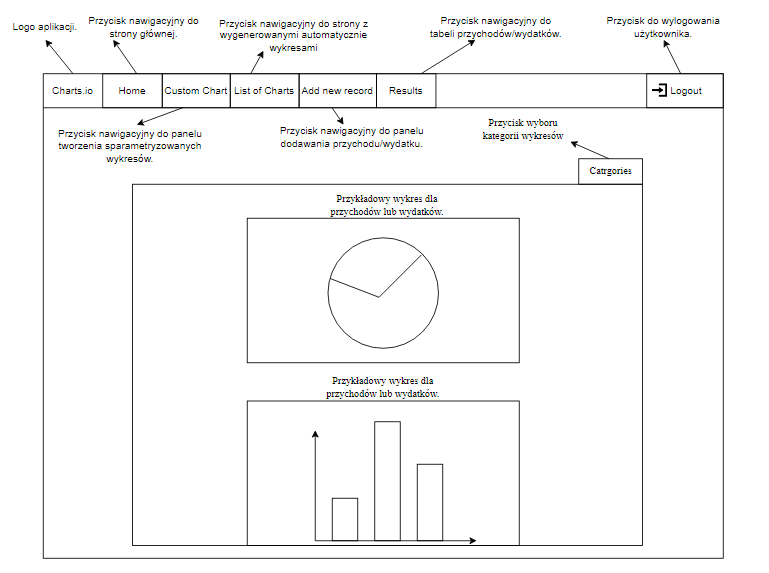 Logo aplikacji.
Przycisk nawigacyjny do
strony głównej.
Przycisk nawigacyjny do strony z
wygenerowanymi automatycznie
wykresami
Przycisk nawigacyjny do
tabeli przychodów/wydatków.
Przycisk do wylogowania
użytkownika.
Charts.io
Home
Custom Chart
List of Charts
Add new record
Results
Logout
Przycisk nawigacyjny do panelu
tworzenia sparametryzowanych
wykresów.
Przycisk nawigacyjny do panelu
dodawania przychodu/wydatku.
Przycisk wyboru
kategorii wykresów
Catrgories
Przykładowy wykres dla
przychodów lub wydatków.
Przykładowy wykres dla
przychodów lub wydatków.